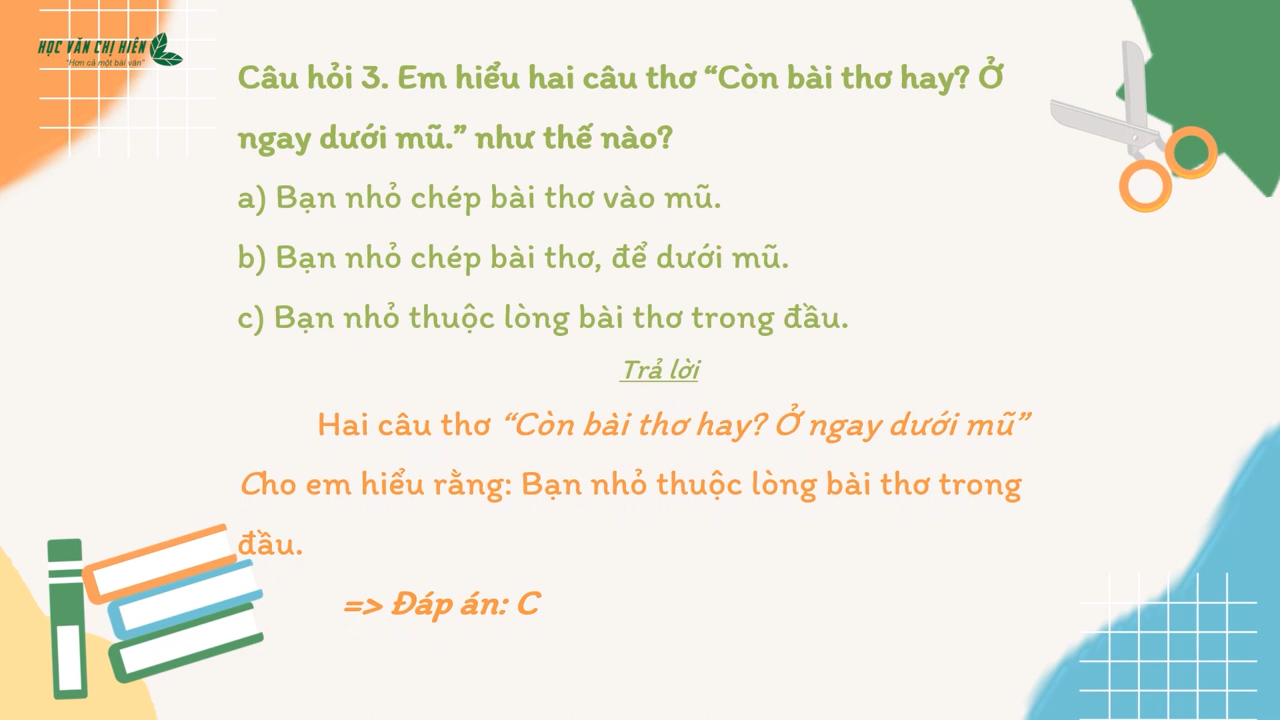 HỌC VĂN CHỊ HIÊN
"Hơn cả một bài văn"
Câu hỏi 3. Em hiểu hai câu thơ “Còn bài thơ hay? Ở
ngay dưới mũ.” như thế nào?
a) Bạn nhỏ chép bài thơ vào mũ.
b) Bạn nhỏ chép bài thơ, để dưới mũ.
c) Bạn nhỏ thuộc lòng bài thơ trong đầu.
Trả lời
Hai câu thơ “Còn bài thơ hay? Ở ngay dưới mũ”
Cho em hiểu rằng: Bạn nhỏ thuộc lòng bài thơ trong
đầu.
=> Đáp án: C